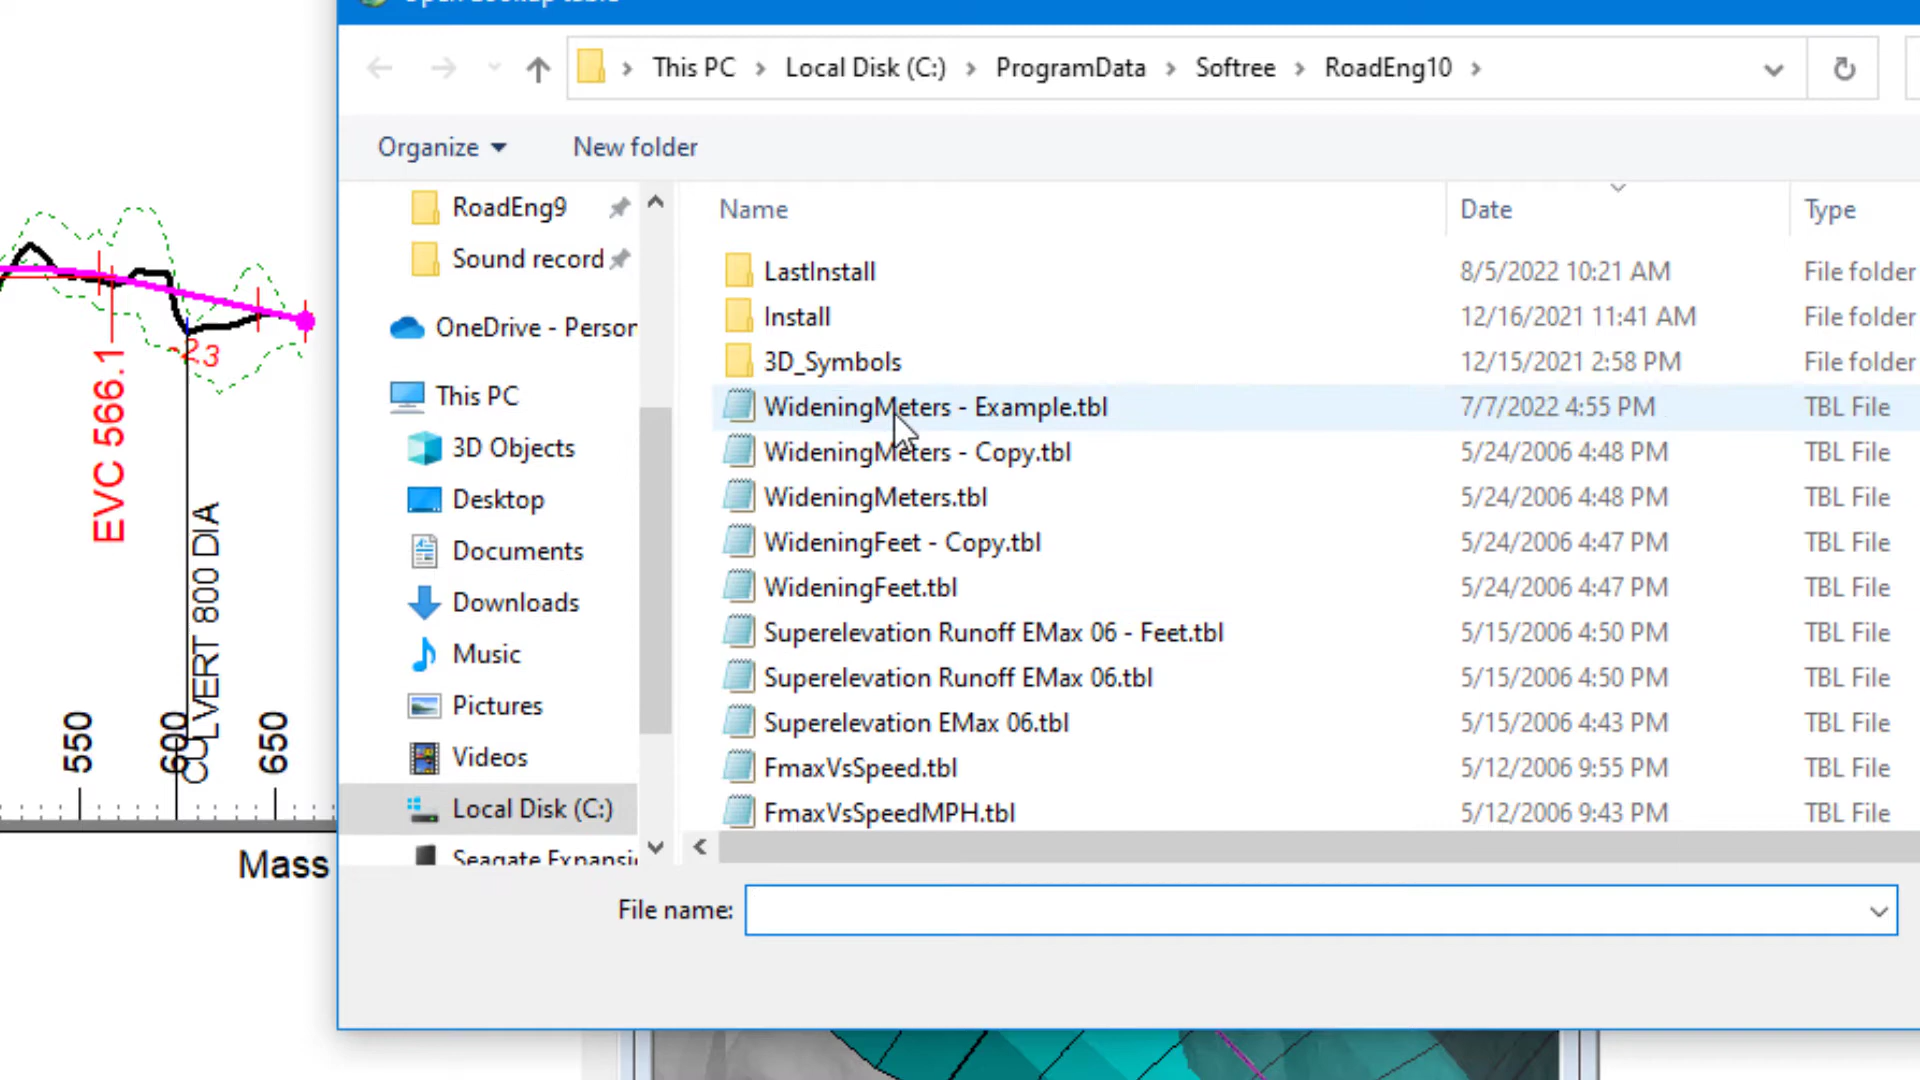 This PC > Local Disk (C:) > ProgramData > Softree > RoadEng10 >
Organize
New folder
RoadEng9
Sound record
OneDrive - Person
This PC
3D Objects
Desktop
Documents
Downloads
Music
Pictures
Videos
Local Disk (C:)
Seagate Expansi
Name Date Type
LastInstall 8/5/2022 10:21 AM File folder
Install 12/16/2021 11:41 AM File folder
3D_Symbols 12/15/2021 2:58 PM File folder
WideningMeters - Example.tbl 7/7/2022 4:55 PM TBL File
WideningMeters - Copy.tbl 5/24/2006 4:48 PM TBL File
WideningMeters.tbl 5/24/2006 4:48 PM TBL File
WideningFeet - Copy.tbl 5/24/2006 4:47 PM TBL File
WideningFeet.tbl 5/24/2006 4:47 PM TBL File
Superelevation Runoff EMax 06 - Feet.tbl 5/15/2006 4:50 PM TBL File
Superelevation Runoff EMax 06.tbl 5/15/2006 4:50 PM TBL File
Superelevation EMax 06.tbl 5/15/2006 4:43 PM TBL File
FmaxVsSpeed.tbl 5/12/2006 9:55 PM TBL File
FmaxVsSpeedMPH.tbl 5/12/2006 9:43 PM TBL File
File name:
EVC 566.1
-23
CULVERT 800 DIA
550
600
650
Mass